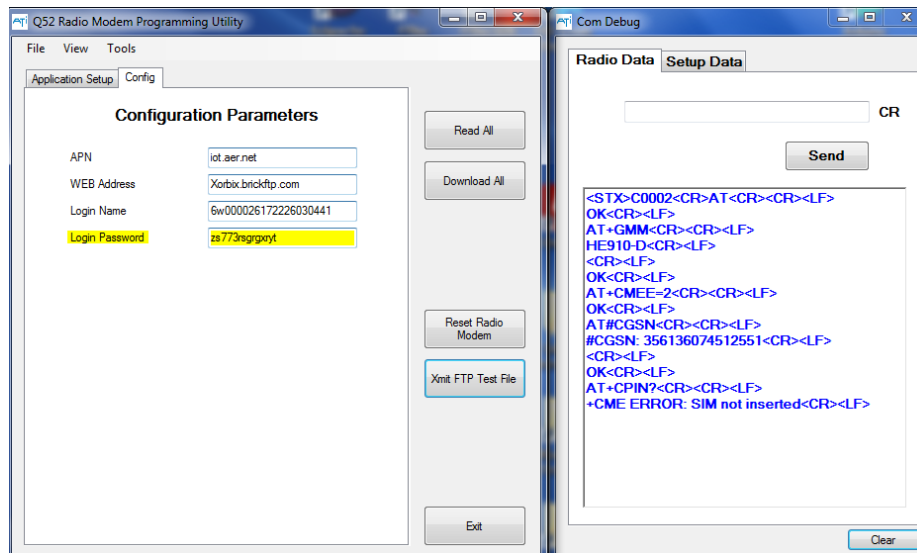 ATi Q52 Radio Modem Programming Utility
File View Tools
Application Setup Config
Configuration Parameters
APN iot.aer.net
WEB Address Xorbix.brickftp.com
Login Name 6w000026172226030441
Login Password zs773rsgrgxryt
Read All
Download All
Reset Radio
Modem
Xmit FTP Test File
Exit
ATi Com Debug
Radio Data Setup Data
CR
Send
<STX>C0002<CR>AT<CR><CR><LF>
OK<CR><LF>
AT+GMM<CR><CR><LF>
HE910-D<CR><LF>
<CR><LF>
OK<CR><LF>
AT+CMEE=2<CR><CR><LF>
OK<CR><LF>
AT#CGSN<CR><CR><LF>
#CGSN: 356136074512551<CR><LF>
<CR><LF>
OK<CR><LF>
AT+CPIN?<CR><CR><LF>
+CME ERROR: SIM not inserted<CR><LF>
Clear